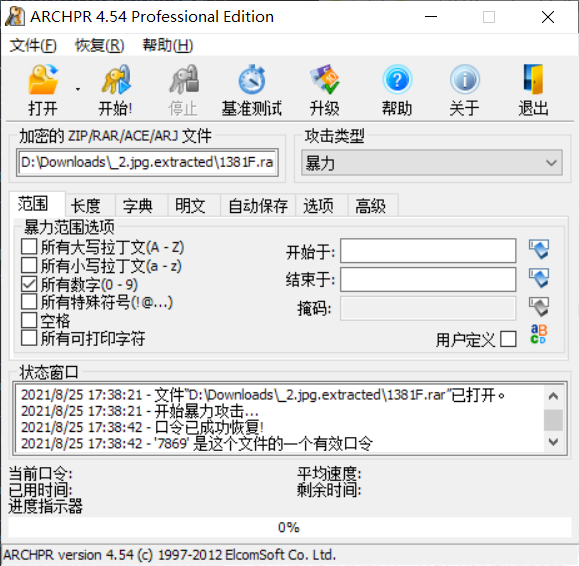 ARCHPR 4.54 Professional Edition
文件(F) 恢复(R) 帮助(H)
打开 开始! 停止 基准测试 升级 帮助 关于 退出
加密的 ZIP/RAR/ACE/ARJ 文件 攻击类型
D:\Downloads\_2.jpg.extracted\1381F.ra 暴力
范围 长度 字典 明文 自动保存 选项 高级
暴力范围选项
所有大写拉丁文(A - Z)
所有小写拉丁文(a - z)
所有数字(0 - 9)
所有特殊符号(!@...)
空格
所有可打印字符
开始于:
结束于:
掩码:
用户定义
状态窗口
2021/8/25 17:38:21 - 文件"D:\Downloads\_2.jpg.extracted\1381F.rar"已打开。
2021/8/25 17:38:21 - 开始暴力攻击...
2021/8/25 17:38:42 - 口令已成功恢复!
2021/8/25 17:38:42 - '7869' 是这个文件的一个有效口令
当前口令: 平均速度:
已用时间: 剩余时间:
进度指示器
0%
ARCHPR version 4.54 (c) 1997-2012 ElcomSoft Co. Ltd.